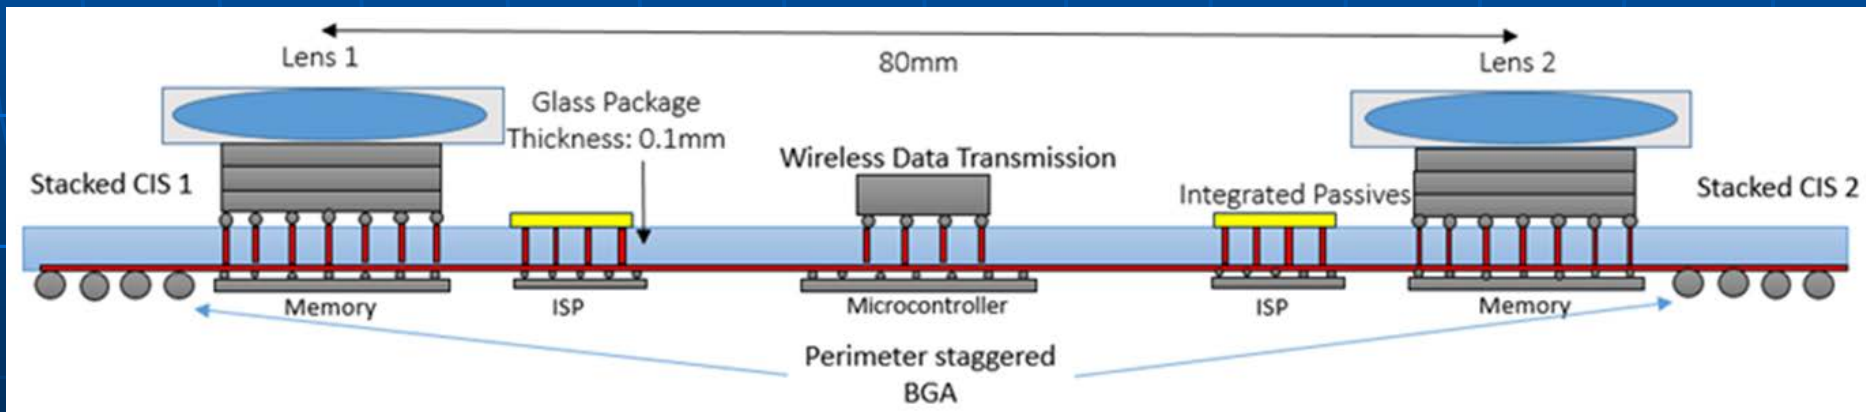 80mm
Lens 1
Lens 2
Glass Package
Thickness: 0.1mm
Wireless Data Transmission
Stacked CIS 1
Integrated Passives
Stacked CIS 2
Memory
ISP
Microcontroller
ISP
Memory
Perimeter staggered
BGA